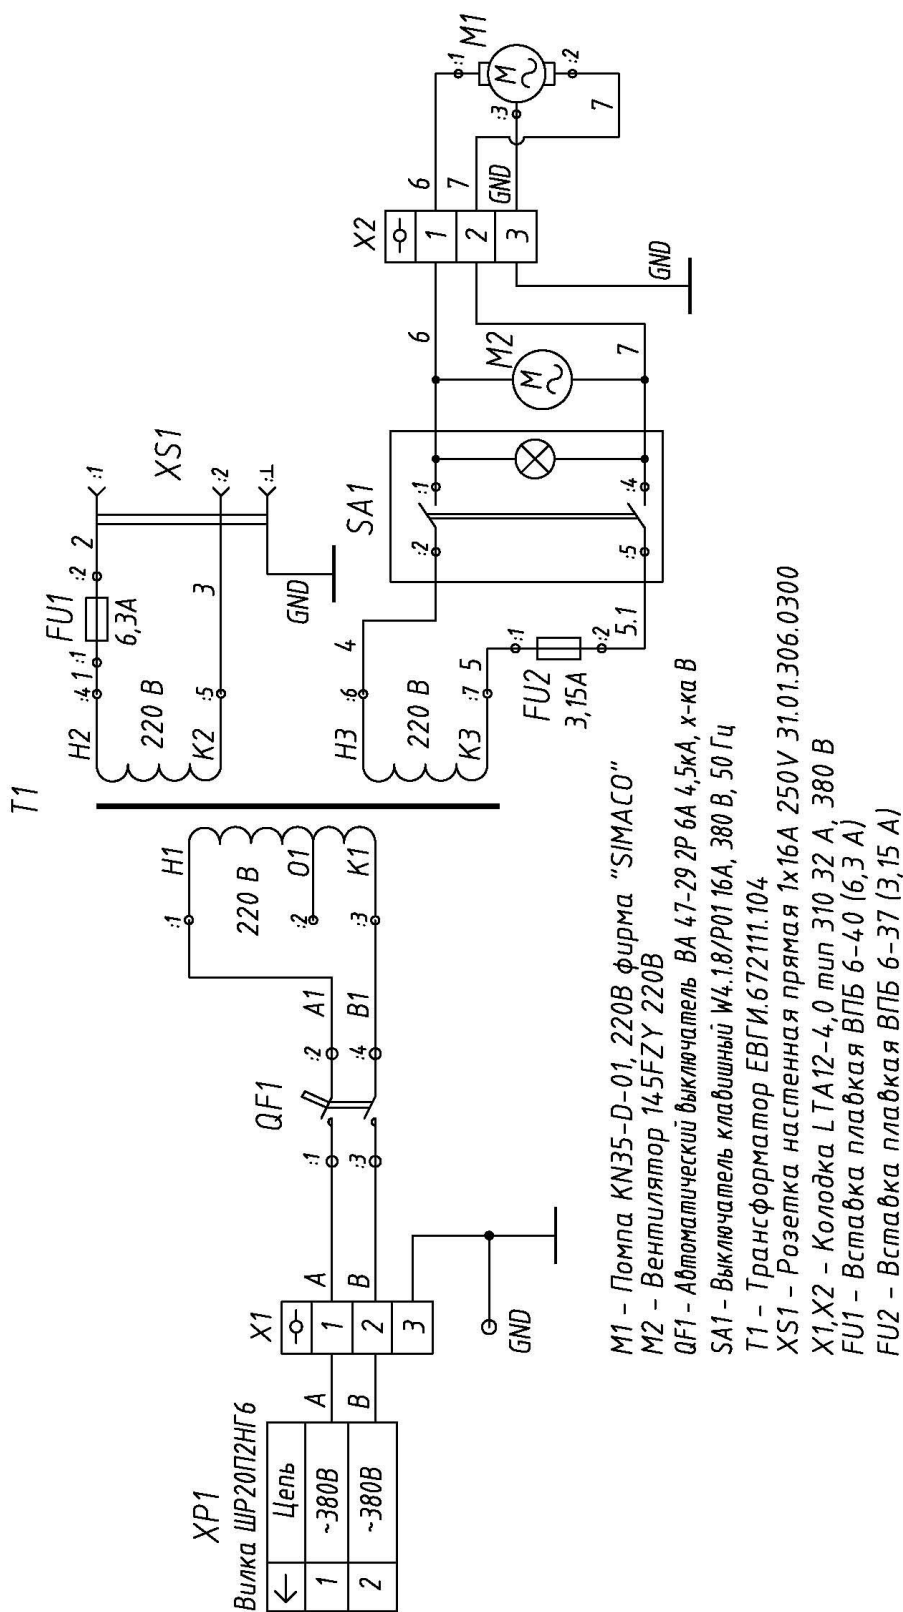 T1
XP1
Вилка ШР20П2НГ6
Цепь
1 ~380В
2 ~380В
A
B
X1
1
2
3
A
B
GND
QF1
:1
:2
:3
:4
A1
B1
:1
H1
220 В
:2
O1
:3
K1
H2
:4
1
:1
FU1
6,3A
:2
2
220 В
K2
:5
3
XS1
:1
:2
:⊥
GND
H3
:6
4
220 В
K3
:7
5
:1
FU2
3,15A
:2
5.1
SA1
:2
:1
:5
:4
6
M2
M
7
X2
1
2
3
GND
6
7
GND
:1
M1
M
:2
:3
7
M1 - Помпа KN35-D-01, 220В фирма "SIMACO"
M2 - Вентилятор 145FZY 220В
QF1 - Автоматический выключатель ВА 47-29 2Р 6А 4,5кА, х-ка В
SA1 - Выключатель клавишный W4.1.8/P01 16А, 380 В, 50 Гц
T1 - Трансформатор ЕВГИ.672111.104
XS1 - Розетка настенная прямая 1х16А 250V 31.01.306.0300
X1,X2 - Колодка LTA12-4,0 тип 310 32 А, 380 В
FU1 - Вставка плавкая ВПБ 6-40 (6,3 А)
FU2 - Вставка плавкая ВПБ 6-37 (3,15 А)